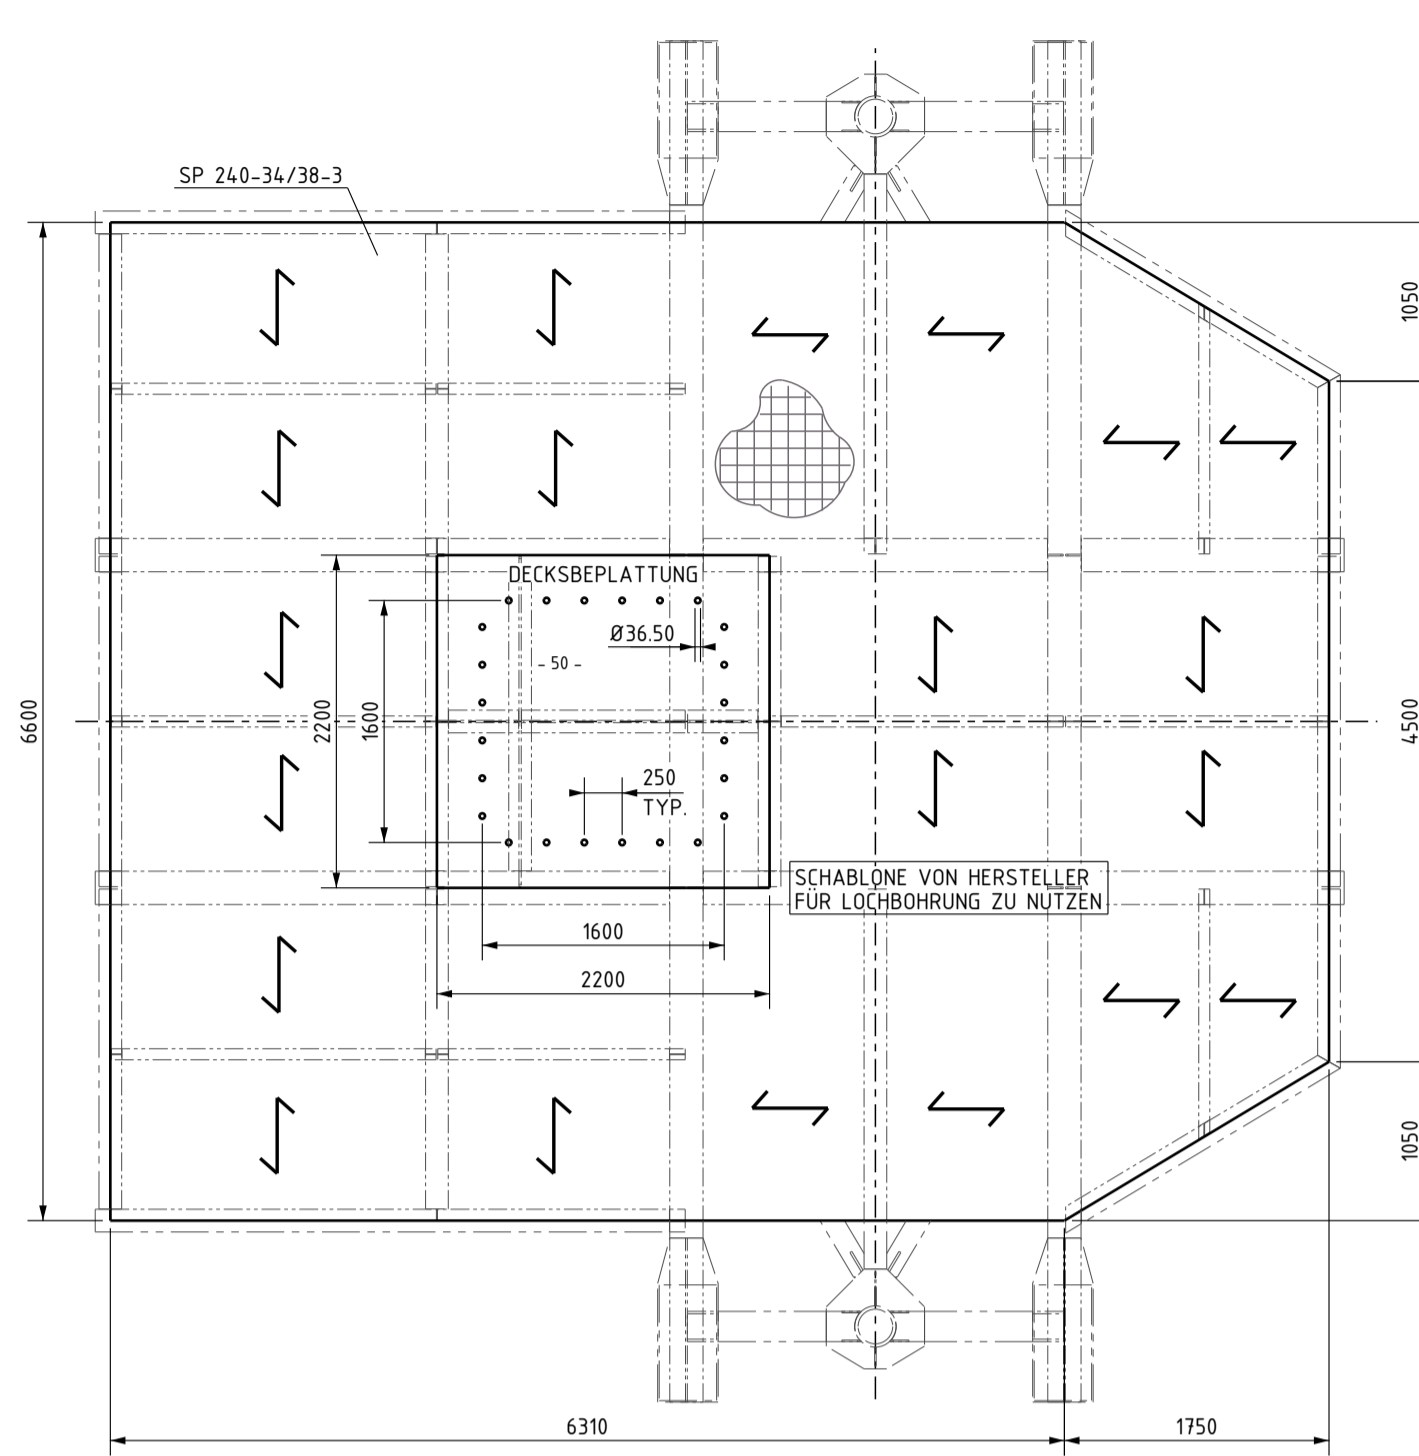 SP 240-34/38-3
1050
DECKSBEPLATTUNG
Ø36.50
- 50 -
6600
2200
1600
4500
250
TYP.
SCHABLONE VON HERSTELLER
FÜR LOCHBOHRUNG ZU NUTZEN
1600
2200
1050
6310
1750